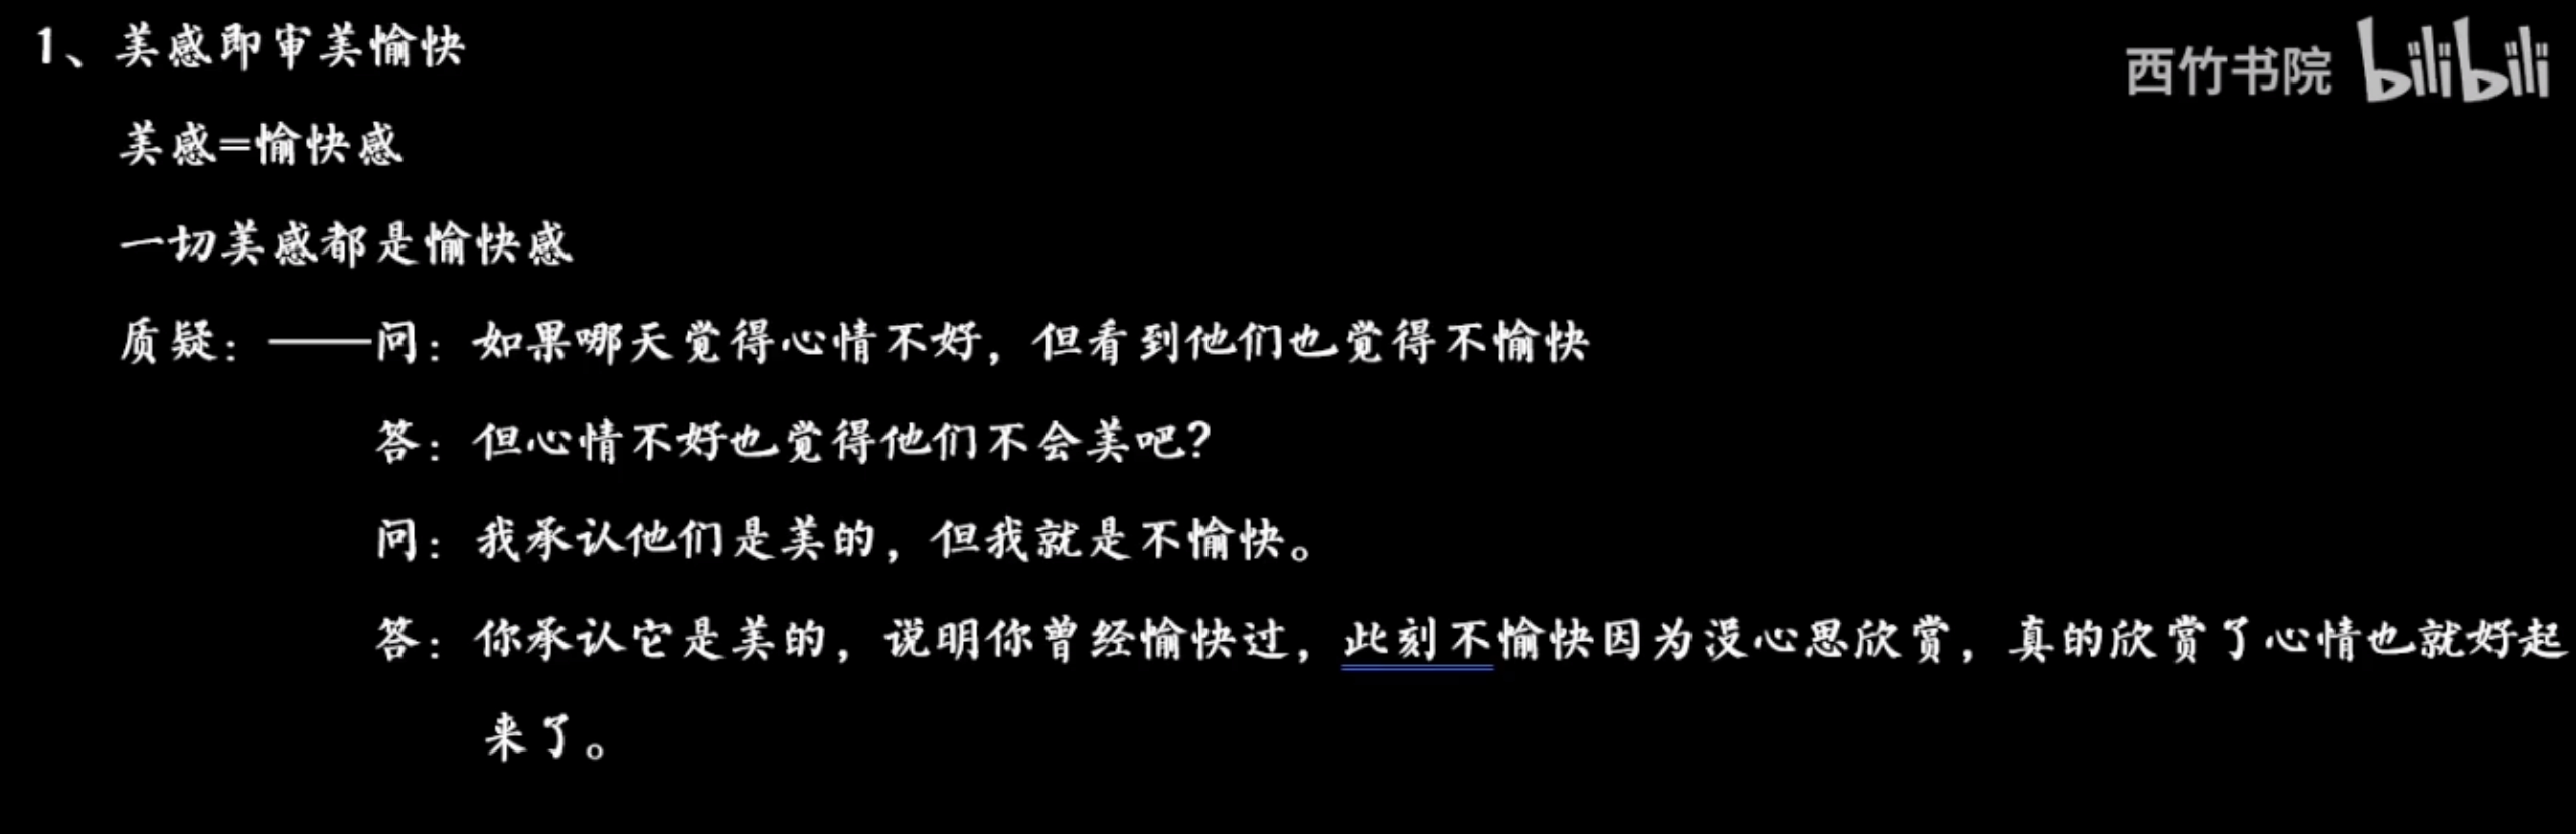 1、美感即审美愉快
西竹书院 bilibili
美感=愉快感
一切美感都是愉快感
质疑：——问：如果哪天觉得心情不好，但看到他们也觉得不愉快
答：但心情不好也觉得他们不会美吧？
问：我承认他们是美的，但我就是不愉快。
答：你承认它是美的，说明你曾经愉快过，此刻不愉快因为没心思欣赏，真的欣赏了心情也就好起
来了。